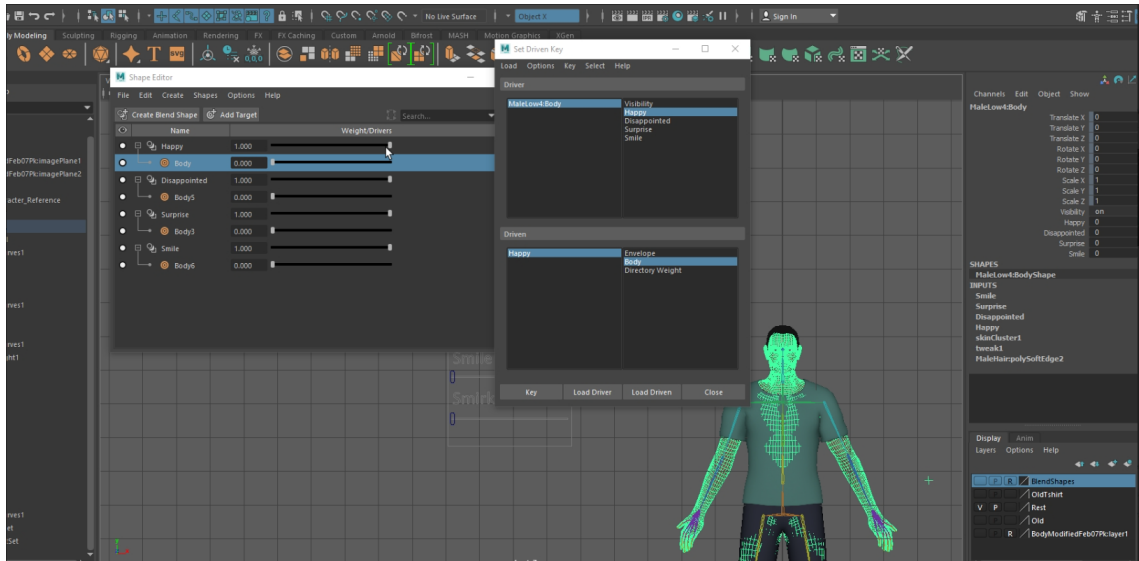 No Live Surface
Object X
Sign In
ly Modeling Sculpting Rigging Animation Rendering FX FX Caching Custom Arnold Bifrost MASH Motion Graphics XGen
SVG
0,0,0
Shape Editor
File Edit Create Shapes Options Help
Create Blend Shape Add Target Search...
Name Weight/Drivers
Happy 1.000
Body 0.000
Disappointed 1.000
Body5 0.000
Surprise 1.000
Body3 0.000
Smile 1.000
Body6 0.000
Set Driven Key
Load Options Key Select Help
Driver
MaleLow4:Body
Visibility
Happy
Disappointed
Surprise
Smile
Driven
Happy
Envelope
Body
Directory Weight
Key Load Driver Load Driven Close
Smile
Smirk
dFeb07Pk:imagePlane1
dFeb07Pk:imagePlane2
racter_Reference
rves1
rves1
rves1
ght1
rves1
et
:Set
Channels Edit Object Show
MaleLow4:Body
Translate X 0
Translate Y 0
Translate Z 0
Rotate X 0
Rotate Y 0
Rotate Z 0
Scale X 1
Scale Y 1
Scale Z 1
Visibility on
Happy 0
Disappointed 0
Surprise 0
Smile 0
SHAPES
MaleLow4:BodyShape
INPUTS
Smile
Surprise
Disappointed
Happy
skinCluster1
tweak1
MaleHair:polySoftEdge2
Display Anim
Layers Options Help
P R BlendShapes
OldTshirt
V P Rest
Old
R BodyModifiedFeb07Pk:layer1